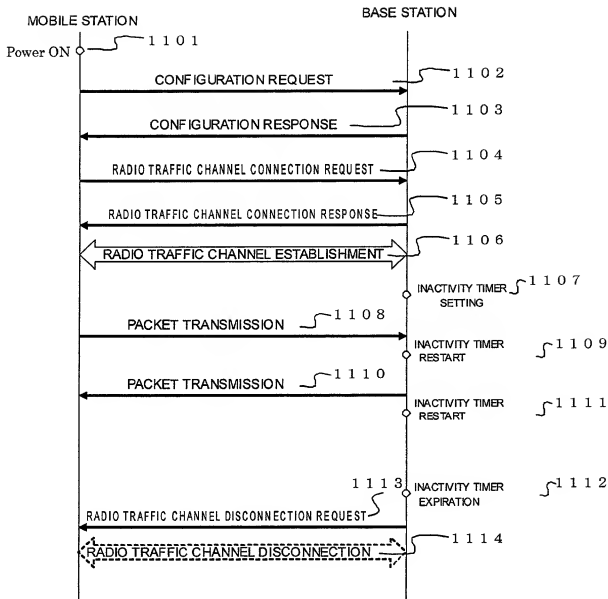 MOBILE STATION
BASE STATION
Power ON
1101
CONFIGURATION REQUEST
1102
CONFIGURATION RESPONSE
1103
RADIO TRAFFIC CHANNEL CONNECTION REQUEST
1104
RADIO TRAFFIC CHANNEL CONNECTION RESPONSE
1105
RADIO TRAFFIC CHANNEL ESTABLISHMENT
1106
INACTIVITY TIMER
SETTING
1107
PACKET TRANSMISSION
1108
INACTIVITY TIMER
RESTART
1109
PACKET TRANSMISSION
1110
INACTIVITY TIMER
RESTART
1111
INACTIVITY TIMER
EXPIRATION
1112
1113
RADIO TRAFFIC CHANNEL DISCONNECTION REQUEST
RADIO TRAFFIC CHANNEL DISCONNECTION
1114